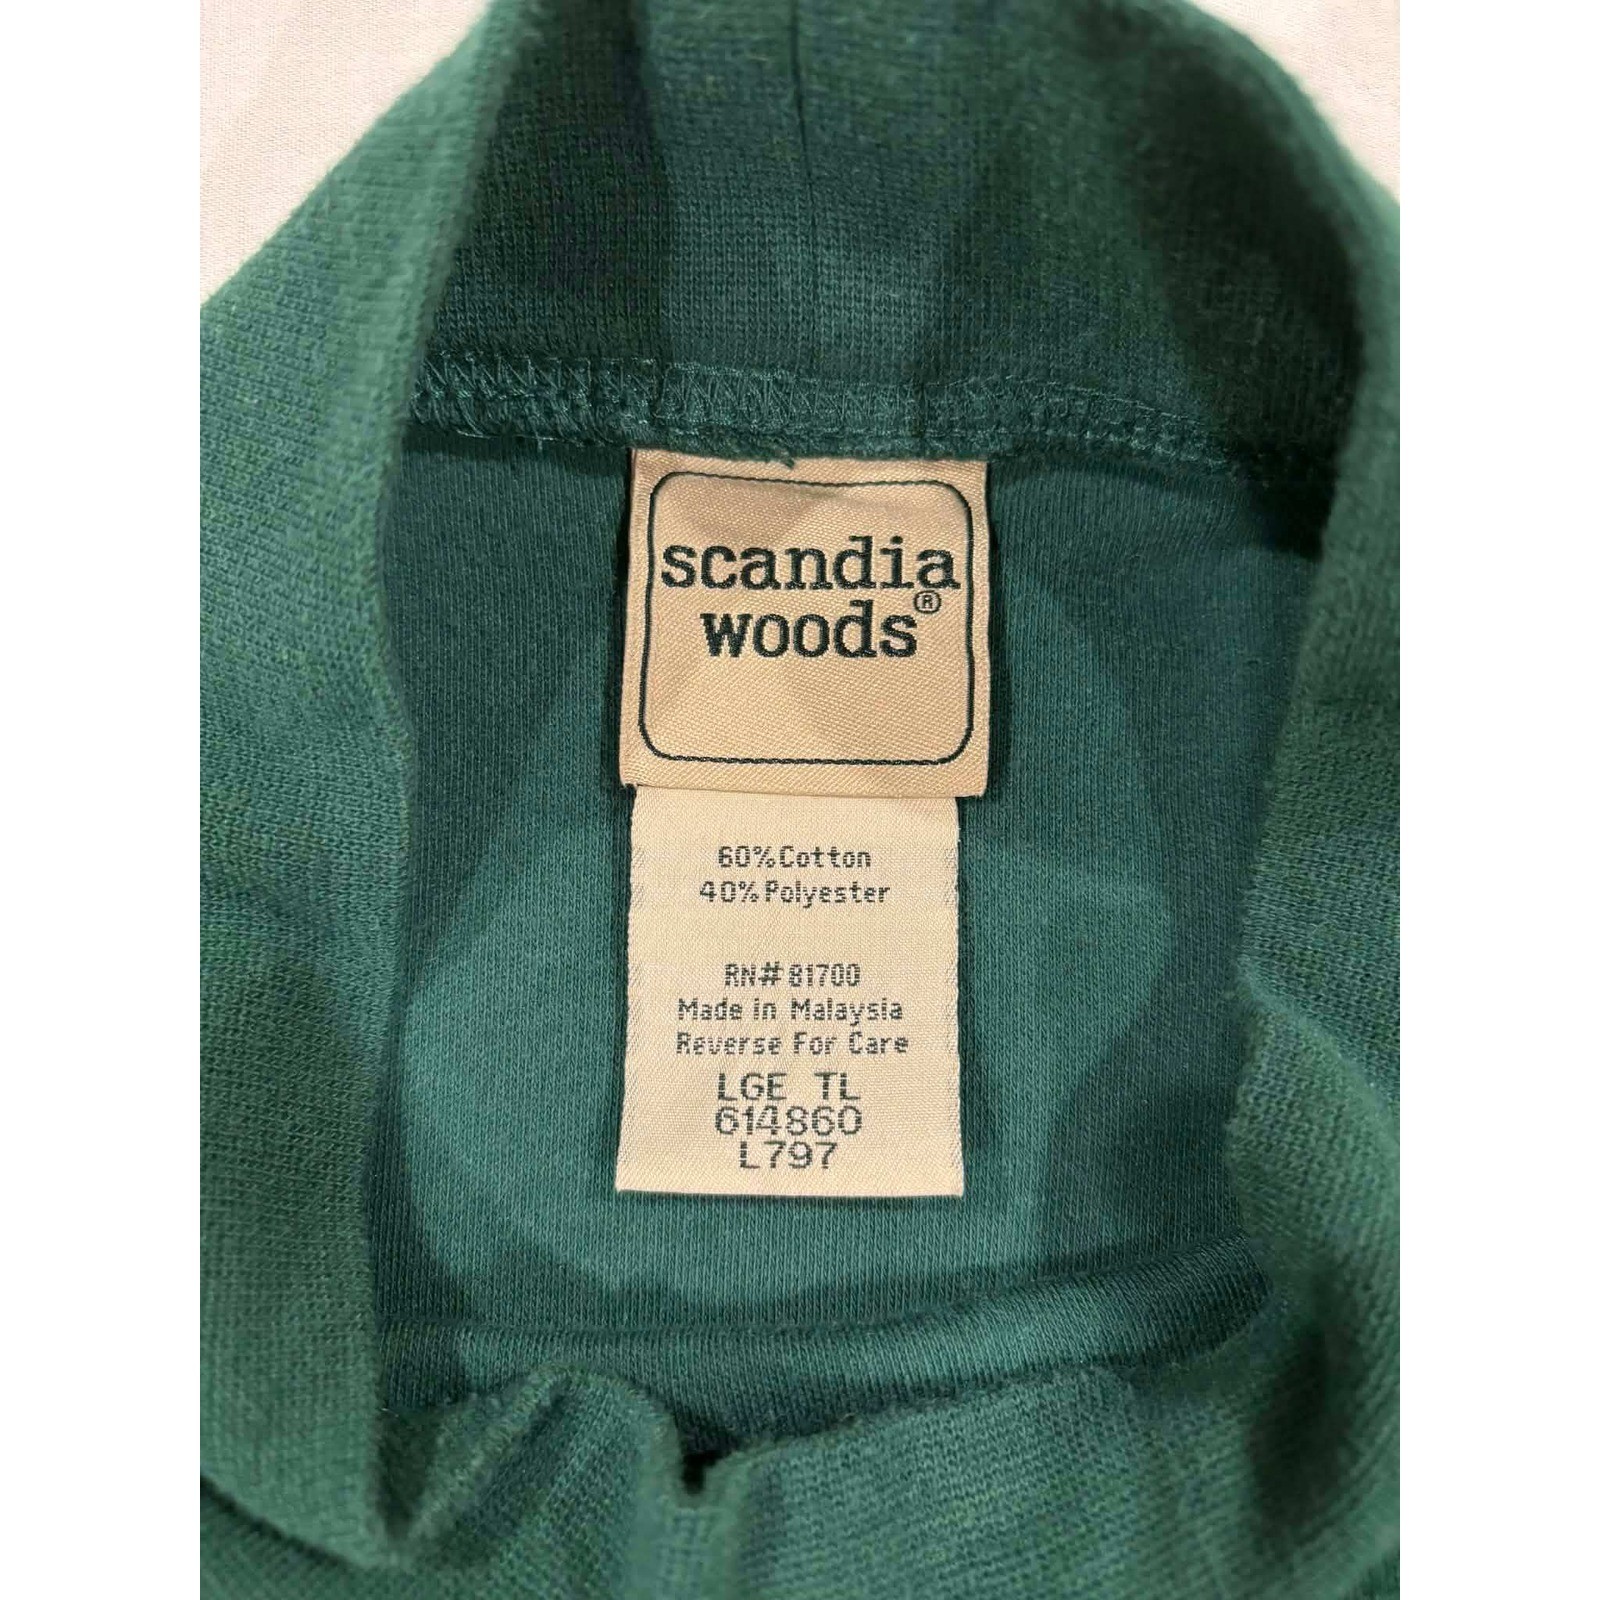 scandia
woods®
60% Cotton
40% Polyester
RN# 81700
Made in Malaysia
Reverse For Care
LGE TL
614860
L797